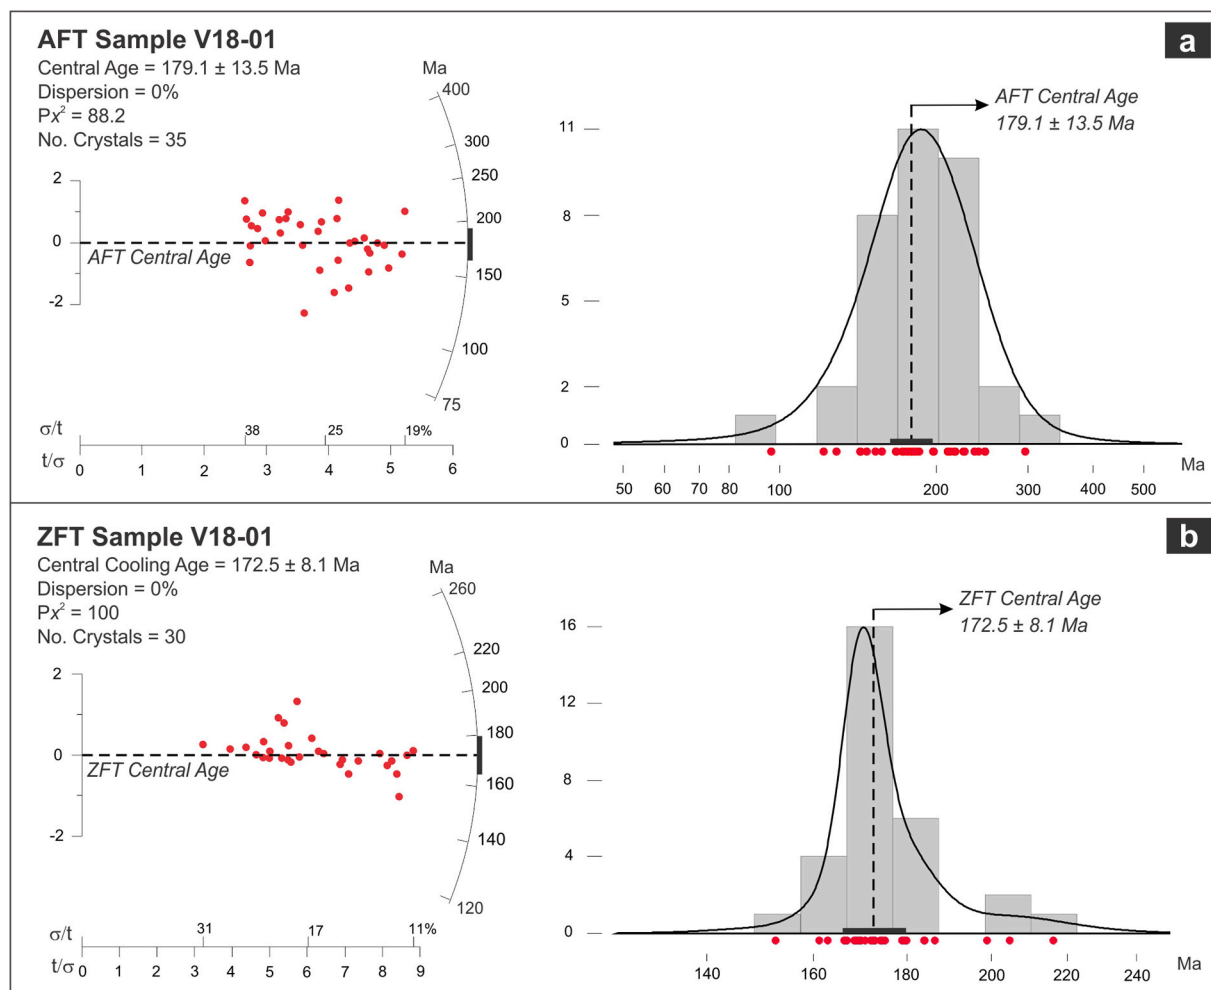 AFT Sample V18-01
a
Central Age = 179.1 ± 13.5 Ma
Dispersion = 0%
Px² = 88.2
No. Crystals = 35
Ma
400
300
250
200
150
100
75
2
0
-2
AFT Central Age
σ/t
38
25
19%
t/σ
0 1 2 3 4 5 6
AFT Central Age
179.1 ± 13.5 Ma
11
8
5
2
0
50 60 70 80 100 200 300 400 500
Ma
ZFT Sample V18-01
b
Central Cooling Age = 172.5 ± 8.1 Ma
Dispersion = 0%
Px² = 100
No. Crystals = 30
Ma
260
220
200
180
160
140
120
2
0
-2
ZFT Central Age
σ/t
31
17
11%
t/σ
0 1 2 3 4 5 6 7 8 9
ZFT Central Age
172.5 ± 8.1 Ma
16
12
8
4
0
140 160 180 200 220 240
Ma